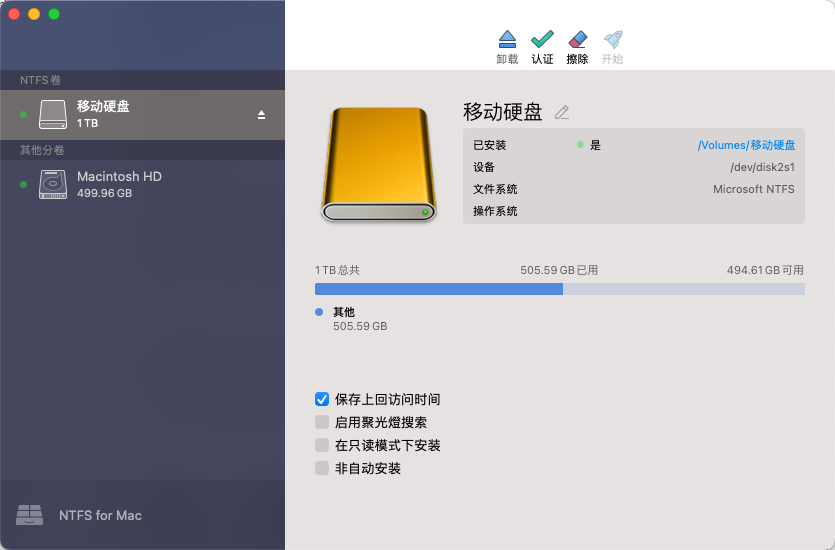 卸载 认证 擦除 开始
NTFS卷
移动硬盘
1 TB
其他分卷
Macintosh HD
499.96 GB
NTFS for Mac
移动硬盘
已安装 是 /Volumes/移动硬盘
设备 /dev/disk2s1
文件系统 Microsoft NTFS
操作系统
1 TB 总共 505.59 GB 已用 494.61 GB 可用
其他
505.59 GB
保存上回访问时间
启用聚光燈搜索
在只读模式下安装
非自动安装